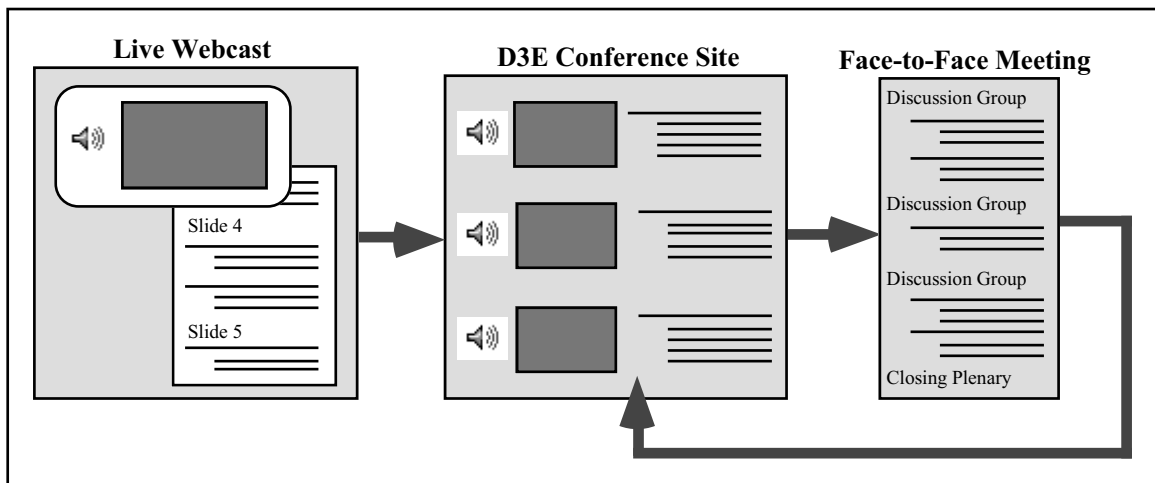 Live Webcast
Slide 4
Slide 5
D3E Conference Site
Face-to-Face Meeting
Discussion Group
Discussion Group
Discussion Group
Closing Plenary